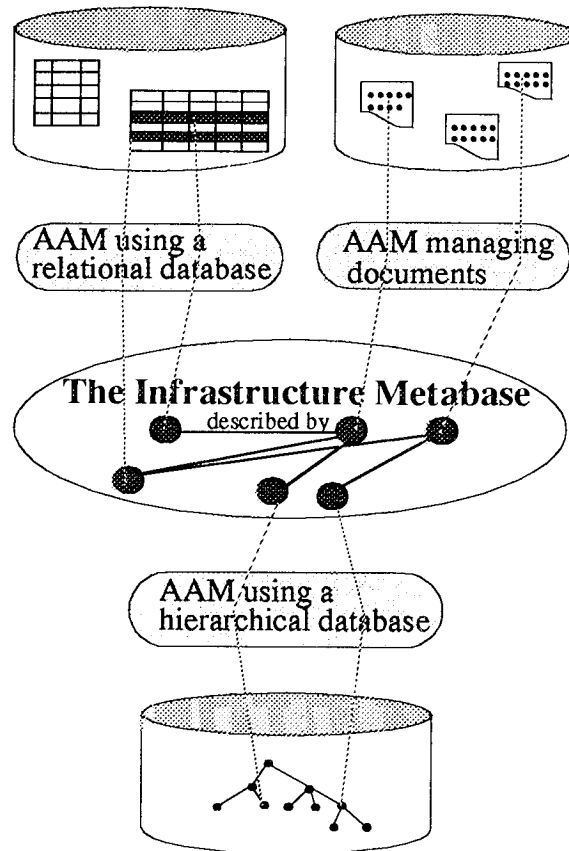 AAM using a
relational database
AAM managing
documents
The Infrastructure Metabase
described by
AAM using a
hierarchical database